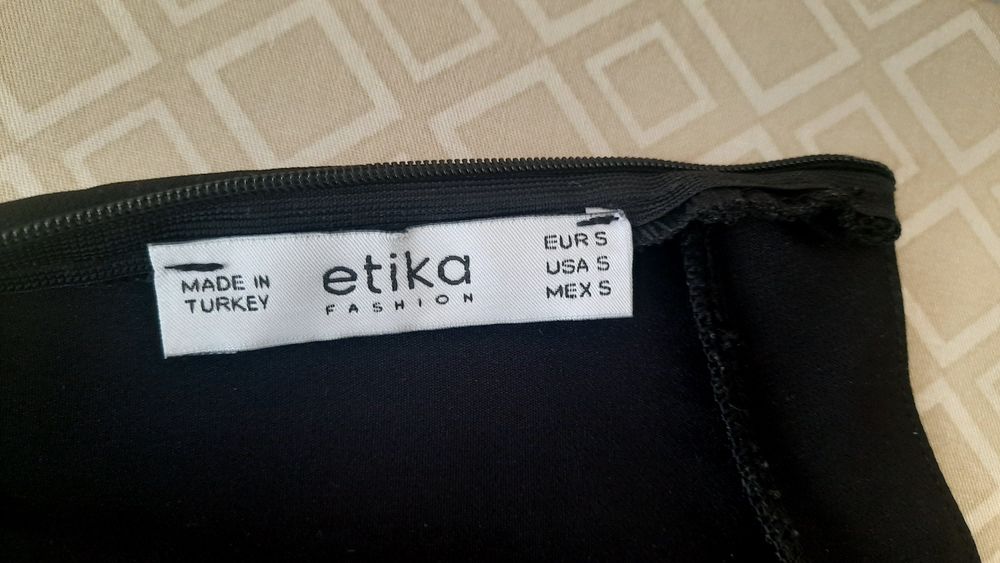 MADE IN
TURKEY
etika
FASHION
EUR S
USA S
MEX S